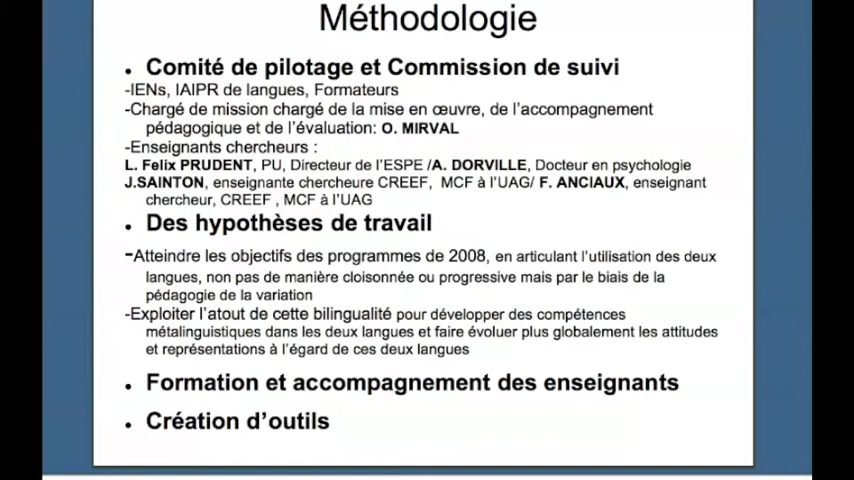 Méthodologie
• Comité de pilotage et Commission de suivi
-IENs, IAIPR de langues, Formateurs
-Chargé de mission chargé de la mise en œuvre, de l'accompagnement
pédagogique et de l'évaluation: O. MIRVAL
-Enseignants chercheurs :
L. Felix PRUDENT, PU, Directeur de l'ESPE /A. DORVILLE, Docteur en psychologie
J.SAINTON, enseignante chercheure CREEF, MCF à l'UAG/ F. ANCIAUX, enseignant
chercheur, CREEF , MCF à l'UAG
• Des hypothèses de travail
-Atteindre les objectifs des programmes de 2008, en articulant l'utilisation des deux
langues, non pas de manière cloisonnée ou progressive mais par le biais de la
pédagogie de la variation
-Exploiter l'atout de cette bilingualité pour développer des compétences
métalinguistiques dans les deux langues et faire évoluer plus globalement les attitudes
et représentations à l'égard de ces deux langues
• Formation et accompagnement des enseignants
• Création d'outils